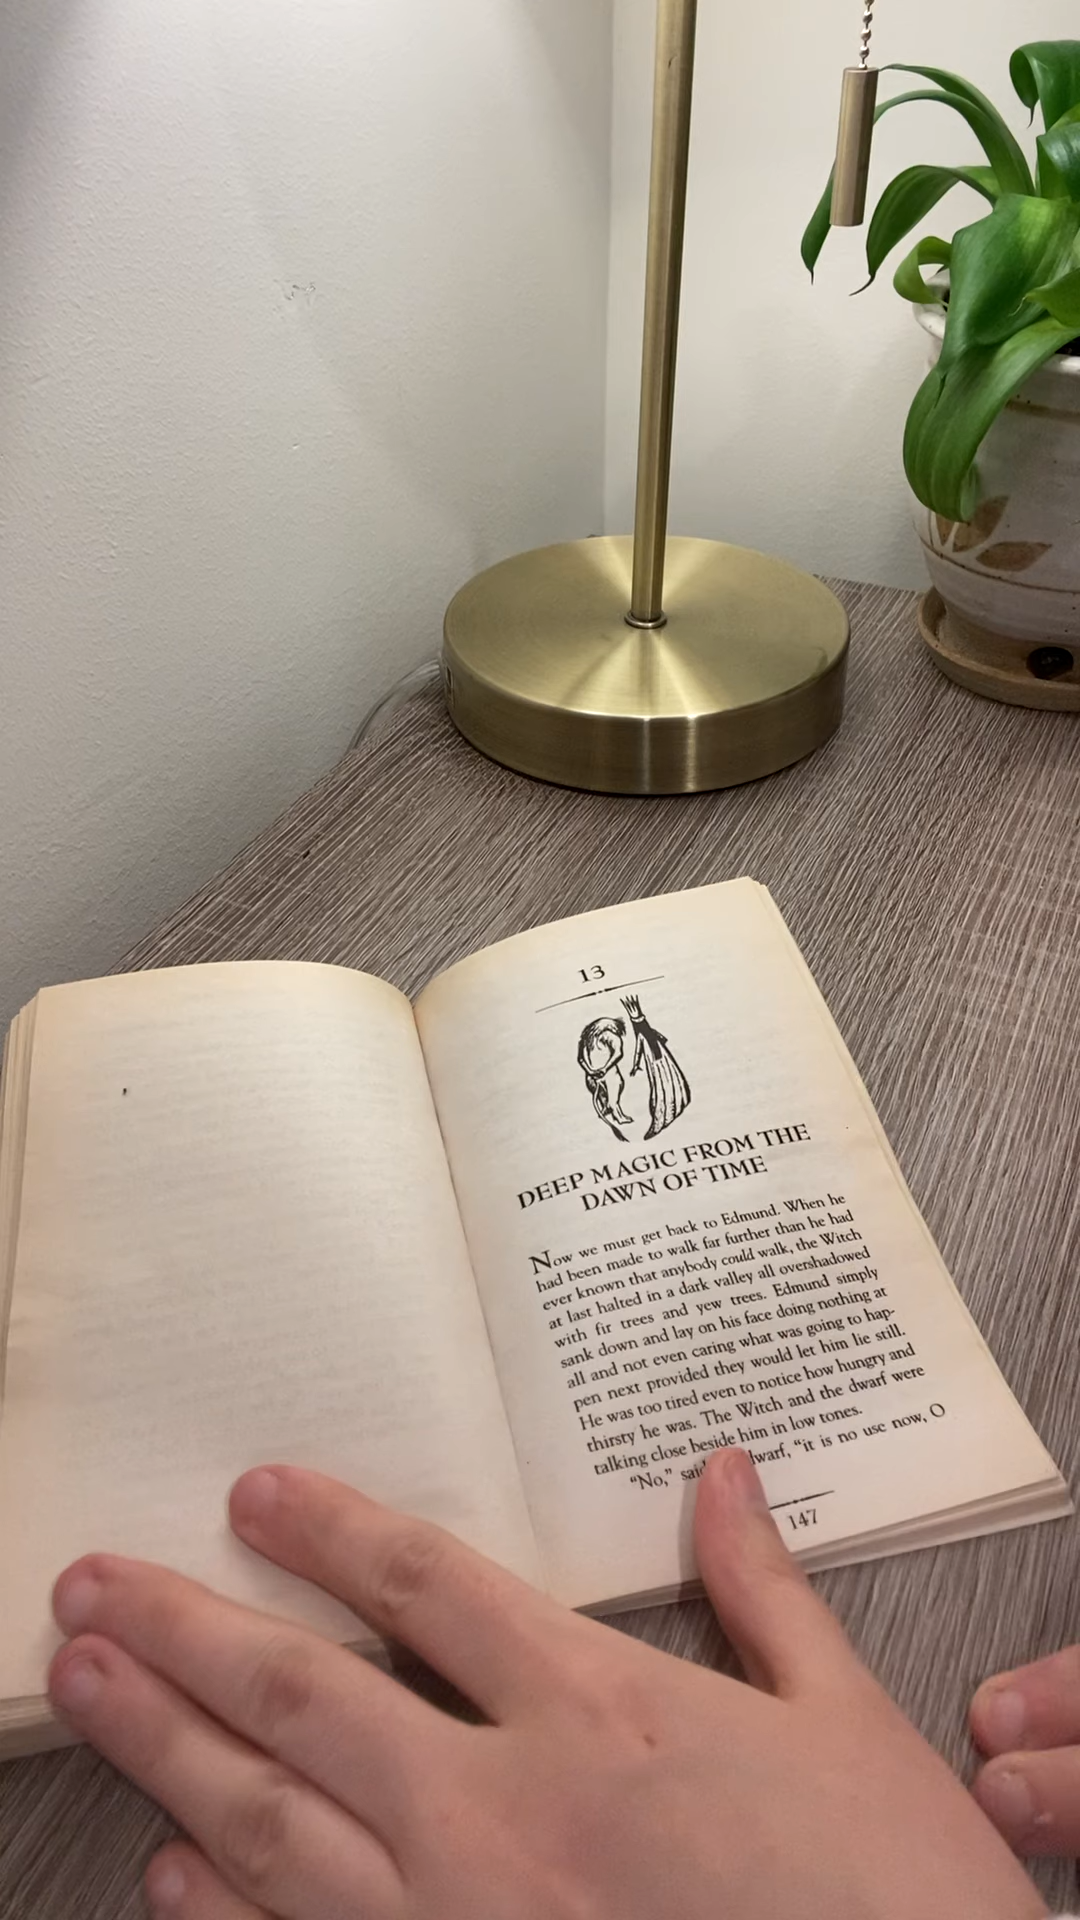 13
DEEP MAGIC FROM THE
DAWN OF TIME
Now we must get back to Edmund. When he
had been made to walk far further than he had
ever known that anybody could walk, the Witch
at last halted in a dark valley all overshadowed
with fir trees and yew trees. Edmund simply
sank down and lay on his face doing nothing at
all and not even caring what was going to hap-
pen next provided they would let him lie still.
He was too tired even to notice how hungry and
thirsty he was. The Witch and the dwarf were
talking close beside him in low tones.
“No,” said dwarf, “it is no use now, O
147